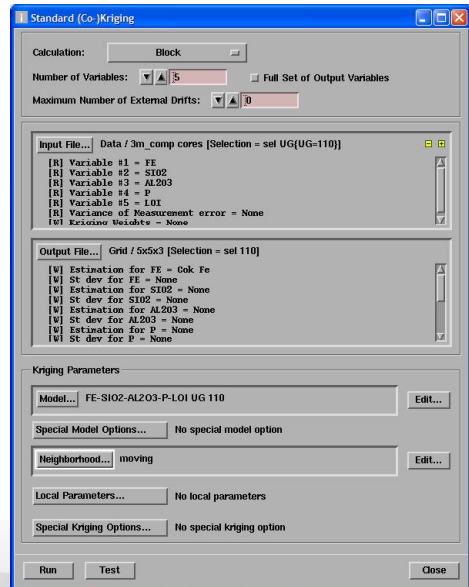 Standard (Co-)Kriging
Calculation: Block
Number of Variables: 5 Full Set of Output Variables
Maximum Number of External Drifts: 0
Input File... Data / 3m_comp cores [Selection = sel UG{UG=110}]
[R] Variable #1 = FE
[R] Variable #2 = SIO2
[R] Variable #3 = AL2O3
[R] Variable #4 = P
[R] Variable #5 = LOI
[R] Variance of Measurement error = None
[W] Kriging Weights = None
Output File... Grid / 5x5x3 [Selection = sel 110]
[W] Estimation for FE = Cok Fe
[W] St dev for FE = None
[W] Estimation for SIO2 = None
[W] St dev for SIO2 = None
[W] Estimation for AL2O3 = None
[W] St dev for AL2O3 = None
[W] Estimation for P = None
[W] St dev for P = None
Kriging Parameters
Model... FE-SIO2-AL2O3-P-LOI UG 110 Edit...
Special Model Options... No special model option
Neighborhood... moving Edit...
Local Parameters... No local parameters
Special Kriging Options... No special kriging option
Run Test Close